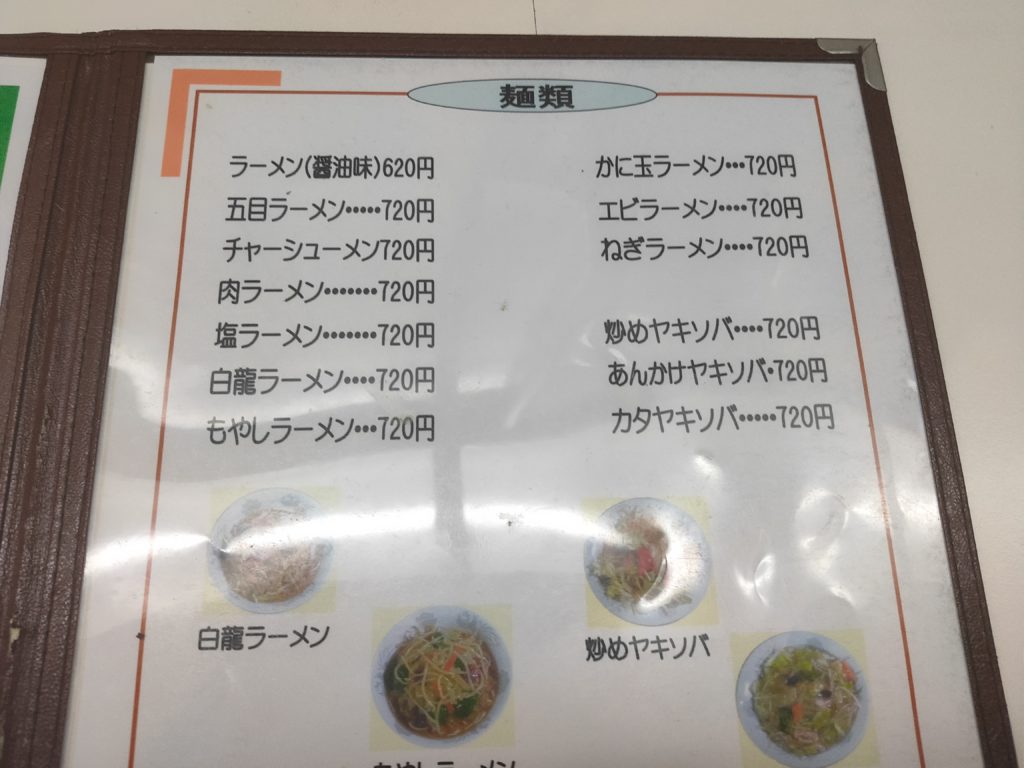 麺類
ラーメン(醤油味)620円
五目ラーメン•••••720円
チャーシューメン720円
肉ラーメン•••••••720円
塩ラーメン•••••••720円
白龍ラーメン••••720円
もやしラーメン•••720円
かに玉ラーメン•••720円
エビラーメン••••720円
ねぎラーメン••••720円
炒めヤキソバ••••720円
あんかけヤキソバ•720円
カタヤキソバ•••••720円
白龍ラーメン
炒めヤキソバ
もやしラーメン